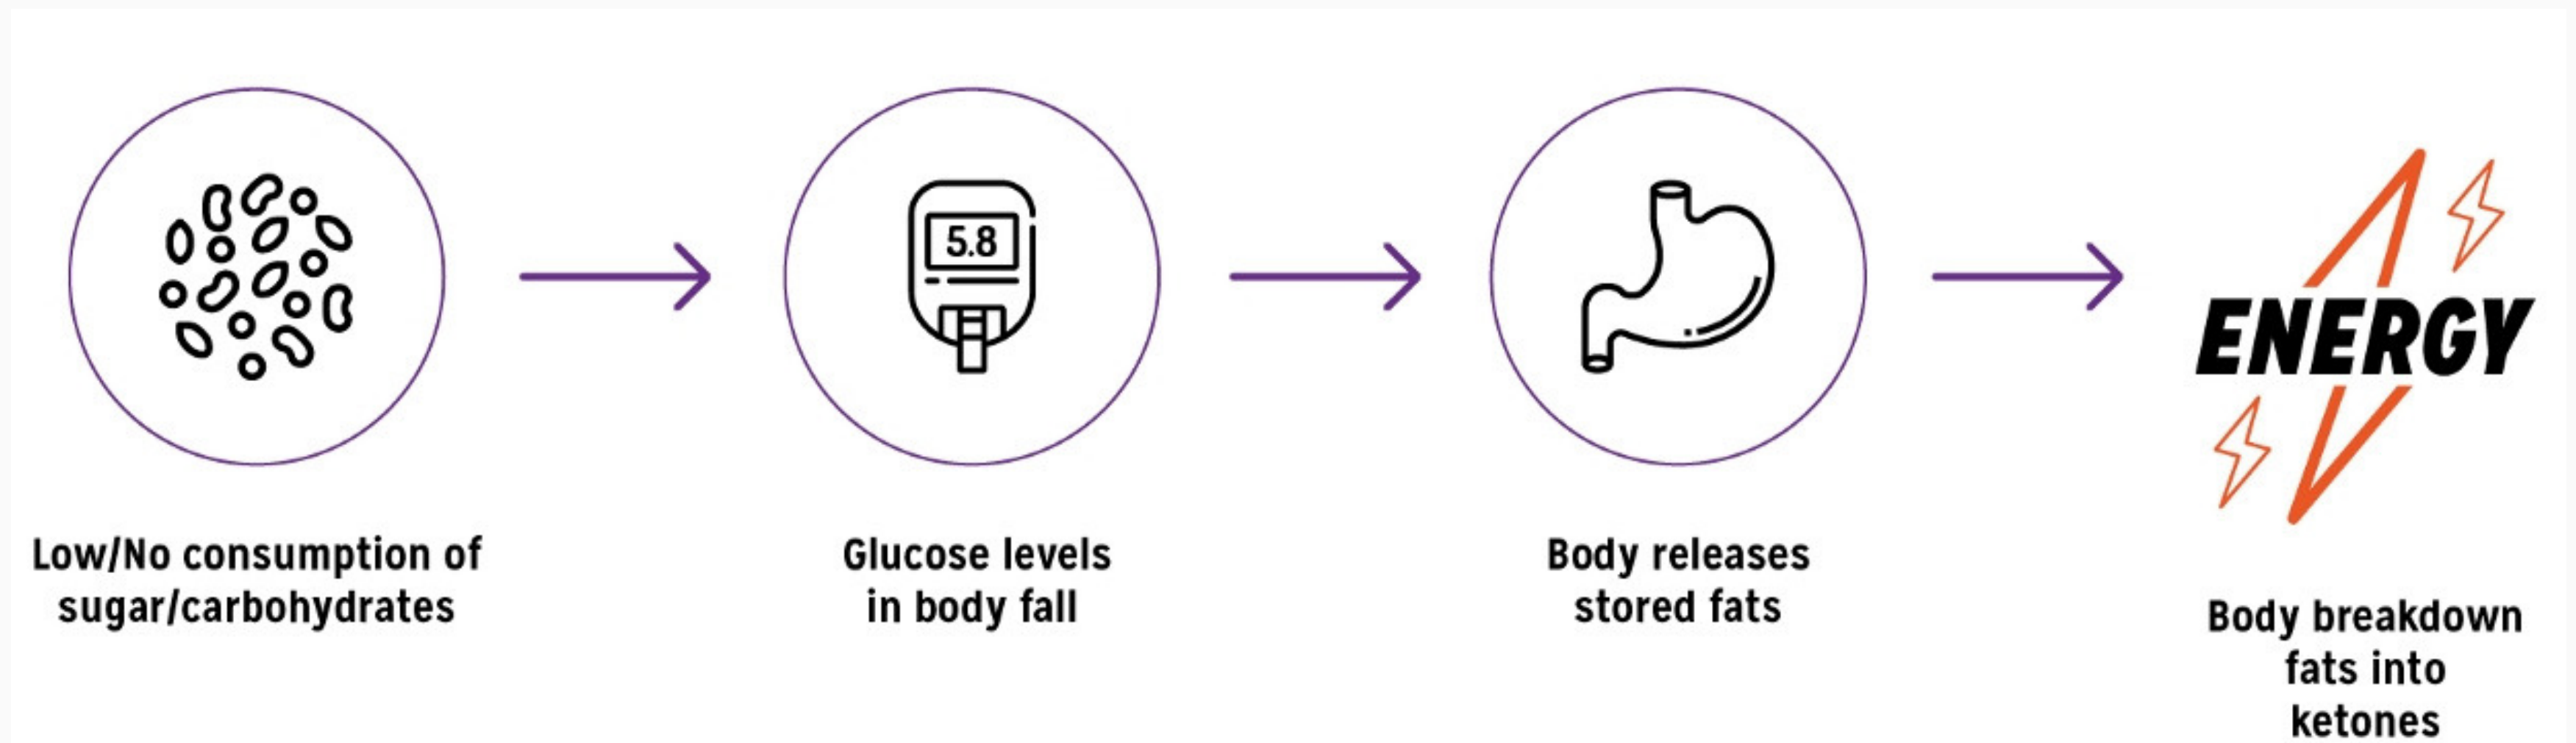 5.8
ENERGY
Low/No consumption of
sugar/carbohydrates
Glucose levels
in body fall
Body releases
stored fats
Body breakdown
fats into
ketones